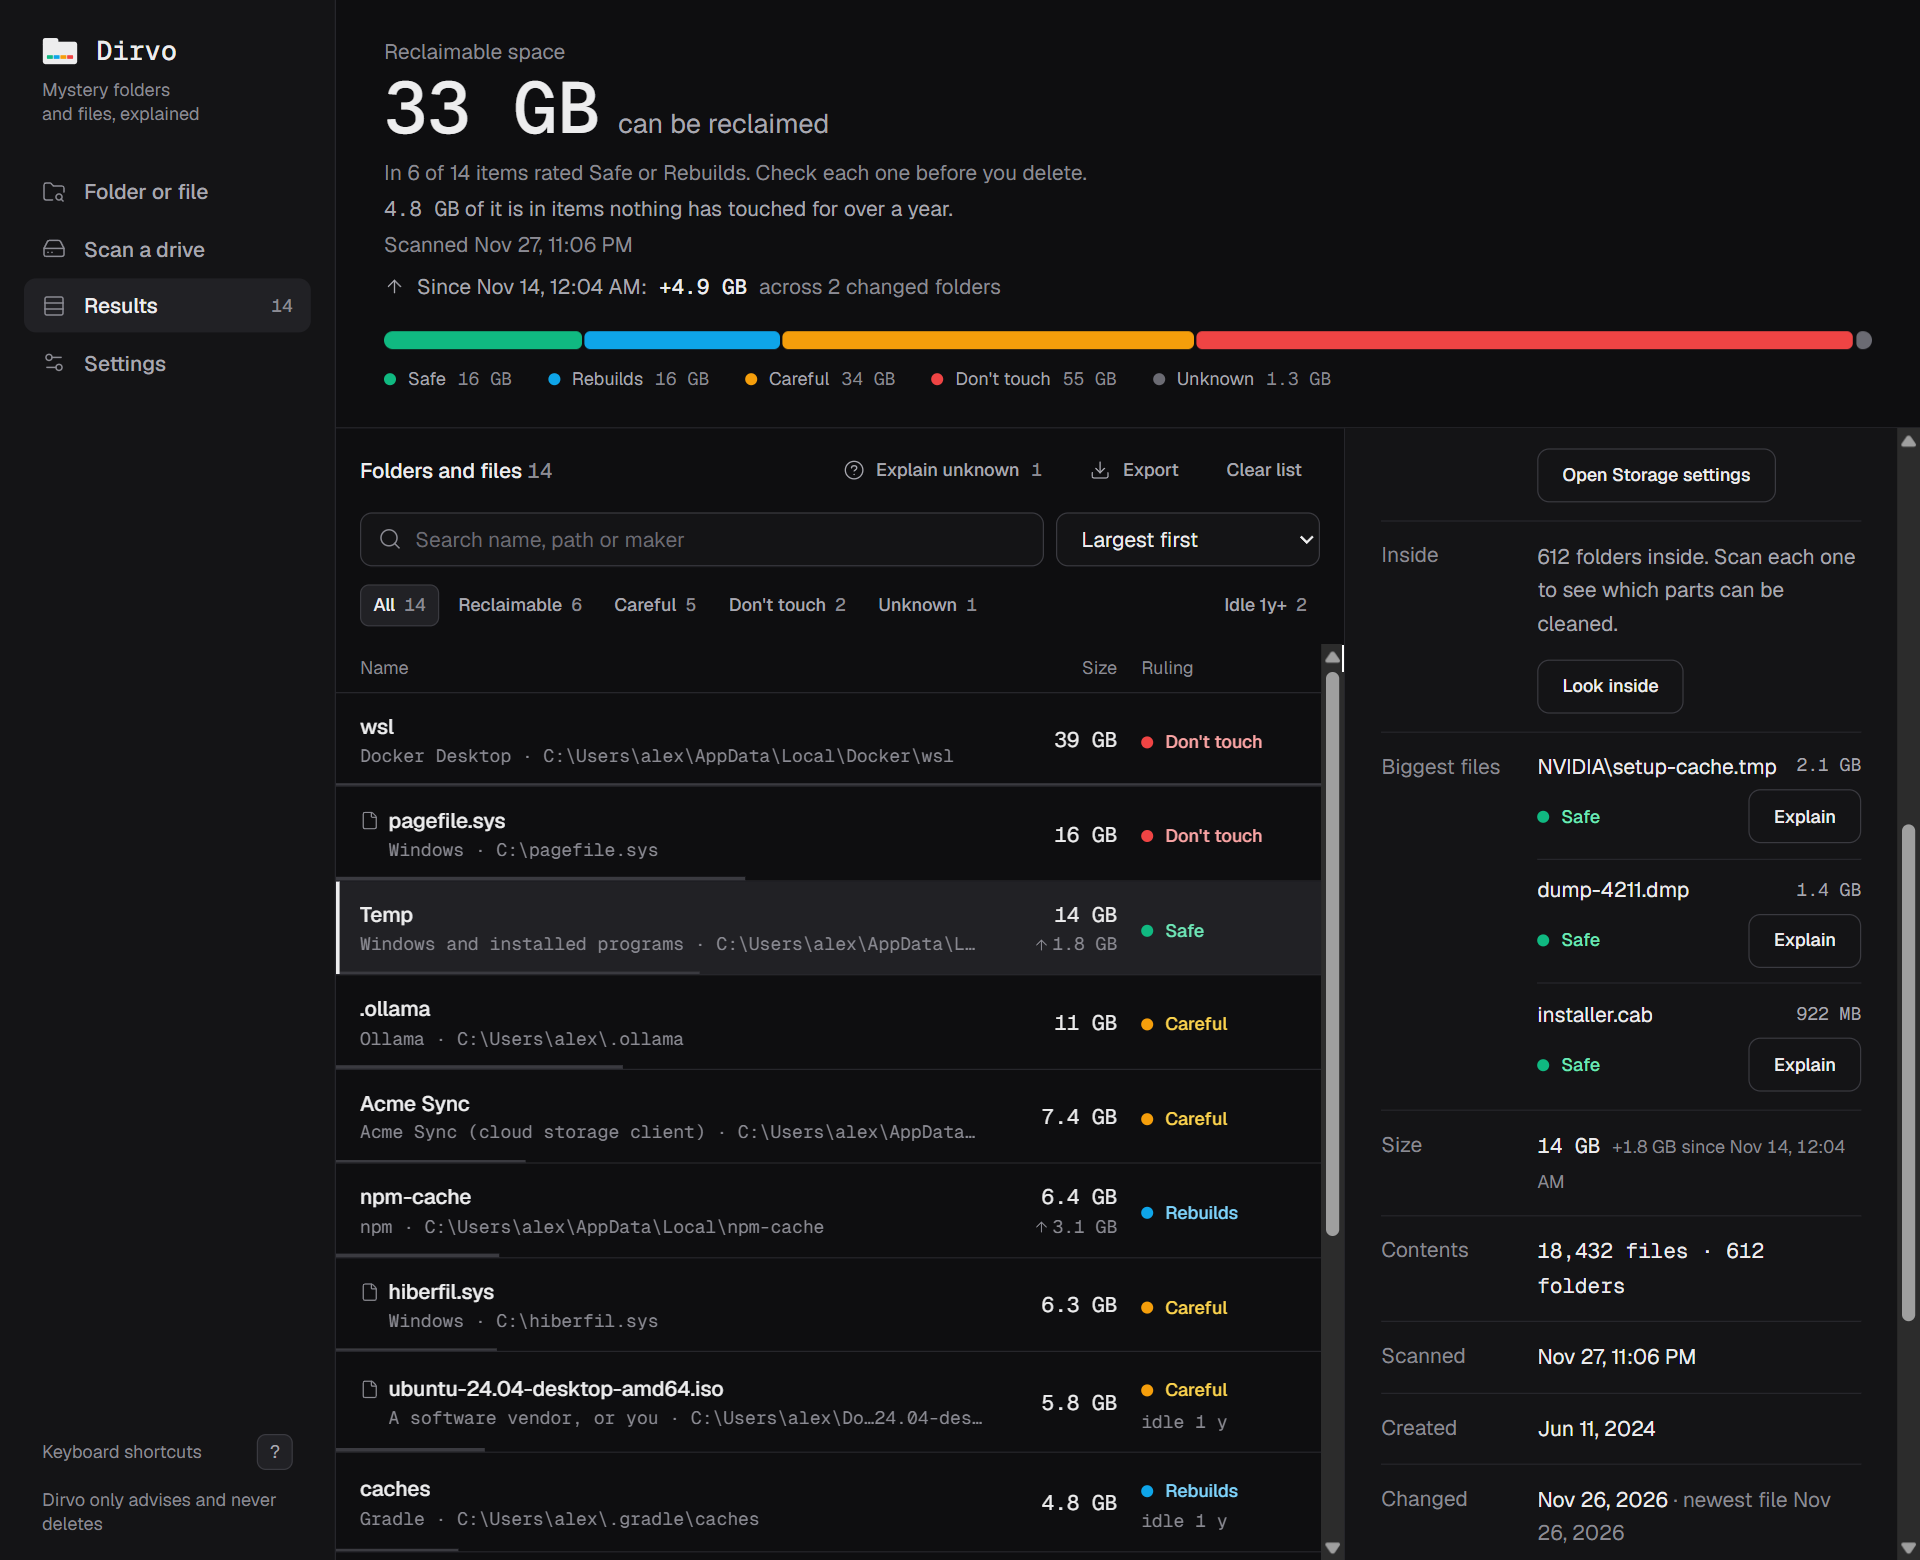 Dirvo
Mystery folders
and files, explained
Folder or file
Scan a drive
Results 14
Settings
Keyboard shortcuts ?
Dirvo only advises and never
deletes
Reclaimable space
33 GB can be reclaimed
In 6 of 14 items rated Safe or Rebuilds. Check each one before you delete.
4.8 GB of it is in items nothing has touched for over a year.
Scanned Nov 27, 11:06 PM
↑ Since Nov 14, 12:04 AM: +4.9 GB across 2 changed folders
Safe 16 GB Rebuilds 16 GB Careful 34 GB Don't touch 55 GB Unknown 1.3 GB
Folders and files 14 Explain unknown 1 Export Clear list
Search name, path or maker Largest first
All 14 Reclaimable 6 Careful 5 Don't touch 2 Unknown 1 Idle 1y+ 2
Name Size Ruling
wsl
Docker Desktop · C:\Users\alex\AppData\Local\Docker\wsl
39 GB Don't touch
pagefile.sys
Windows · C:\pagefile.sys
16 GB Don't touch
Temp
Windows and installed programs · C:\Users\alex\AppData\L…
14 GB
↑1.8 GB
Safe
.ollama
Ollama · C:\Users\alex\.ollama
11 GB Careful
Acme Sync
Acme Sync (cloud storage client) · C:\Users\alex\AppData…
7.4 GB Careful
npm-cache
npm · C:\Users\alex\AppData\Local\npm-cache
6.4 GB
↑3.1 GB
Rebuilds
hiberfil.sys
Windows · C:\hiberfil.sys
6.3 GB Careful
ubuntu-24.04-desktop-amd64.iso
A software vendor, or you · C:\Users\alex\Do…24.04-des…
5.8 GB Careful
idle 1 y
caches
Gradle · C:\Users\alex\.gradle\caches
4.8 GB Rebuilds
idle 1 y
Open Storage settings
Inside
612 folders inside. Scan each one
to see which parts can be
cleaned.
Look inside
Biggest files
NVIDIA\setup-cache.tmp 2.1 GB
Safe Explain
dump-4211.dmp 1.4 GB
Safe Explain
installer.cab 922 MB
Safe Explain
Size
14 GB +1.8 GB since Nov 14, 12:04
AM
Contents
18,432 files · 612
folders
Scanned
Nov 27, 11:06 PM
Created
Jun 11, 2024
Changed
Nov 26, 2026 · newest file Nov
26, 2026